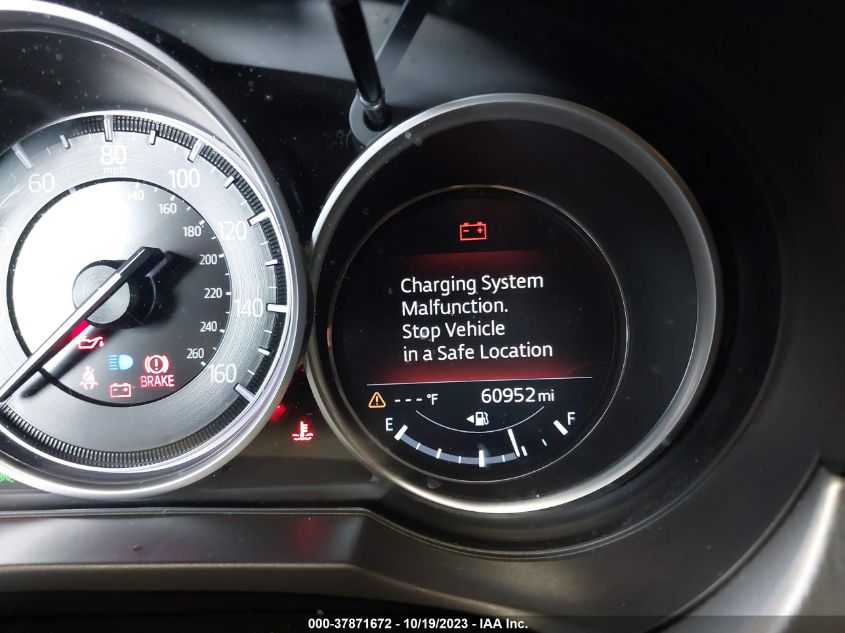 60
80
mph
100
120
140
160
140
160
180
200
220
240
260
BRAKE
Charging System
Malfunction.
Stop Vehicle
in a Safe Location
---°F
60952 mi
E
F
000-37871672 - 10/19/2023 - IAA Inc.